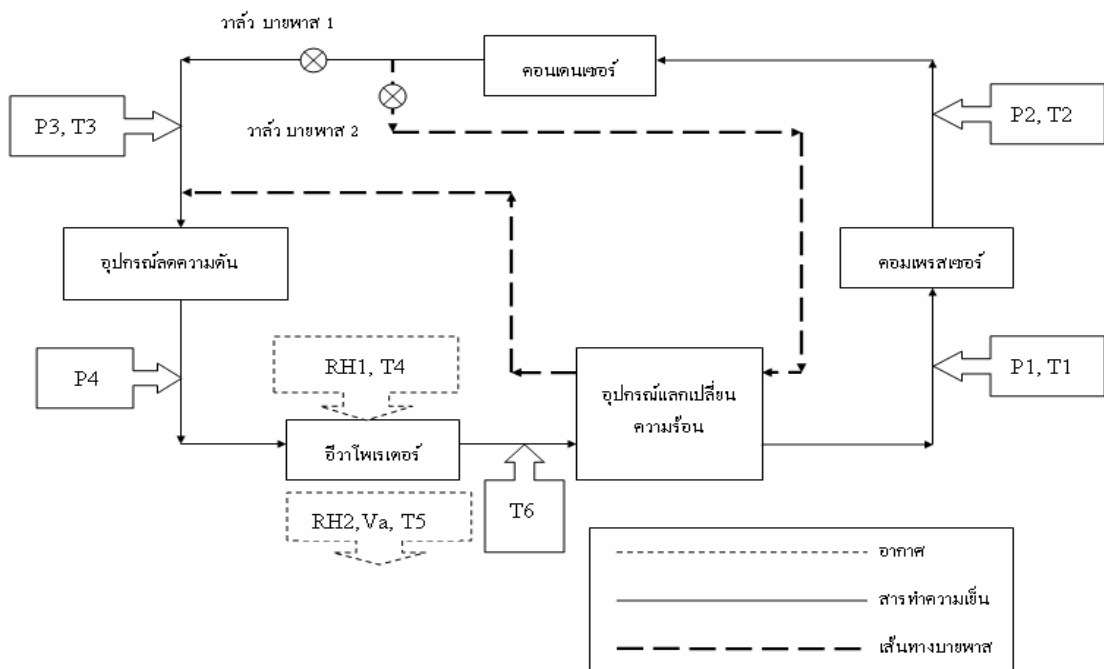 วาล์ว บายพาส 1
คอนเดนเซอร์
P3, T3
วาล์ว บายพาส 2
P2, T2
อุปกรณ์ลดความดัน
คอมเพรสเซอร์
P4
RH1, T4
อุปกรณ์แลกเปลี่ยน
ความร้อน
P1, T1
อีวาโพเรเตอร์
RH2,Va, T5
T6
อากาศ
สารทำความเย็น
เส้นทางบายพาส